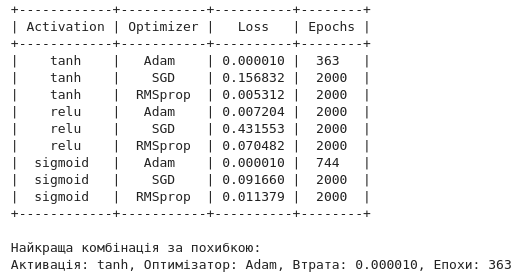 +------------+-----------+----------+--------+
| Activation | Optimizer |   Loss   | Epochs |
+------------+-----------+----------+--------+
|    tanh    |   Adam    | 0.000010 |  363   |
|    tanh    |    SGD    | 0.156832 |  2000  |
|    tanh    |  RMSprop  | 0.005312 |  2000  |
|    relu    |   Adam    | 0.007204 |  2000  |
|    relu    |    SGD    | 0.431553 |  2000  |
|    relu    |  RMSprop  | 0.070482 |  2000  |
|  sigmoid   |   Adam    | 0.000010 |  744   |
|  sigmoid   |    SGD    | 0.091660 |  2000  |
|  sigmoid   |  RMSprop  | 0.011379 |  2000  |
+------------+-----------+----------+--------+
Найкраща комбінація за похибкою:
Активація: tanh, Оптимізатор: Adam, Втрата: 0.000010, Епохи: 363